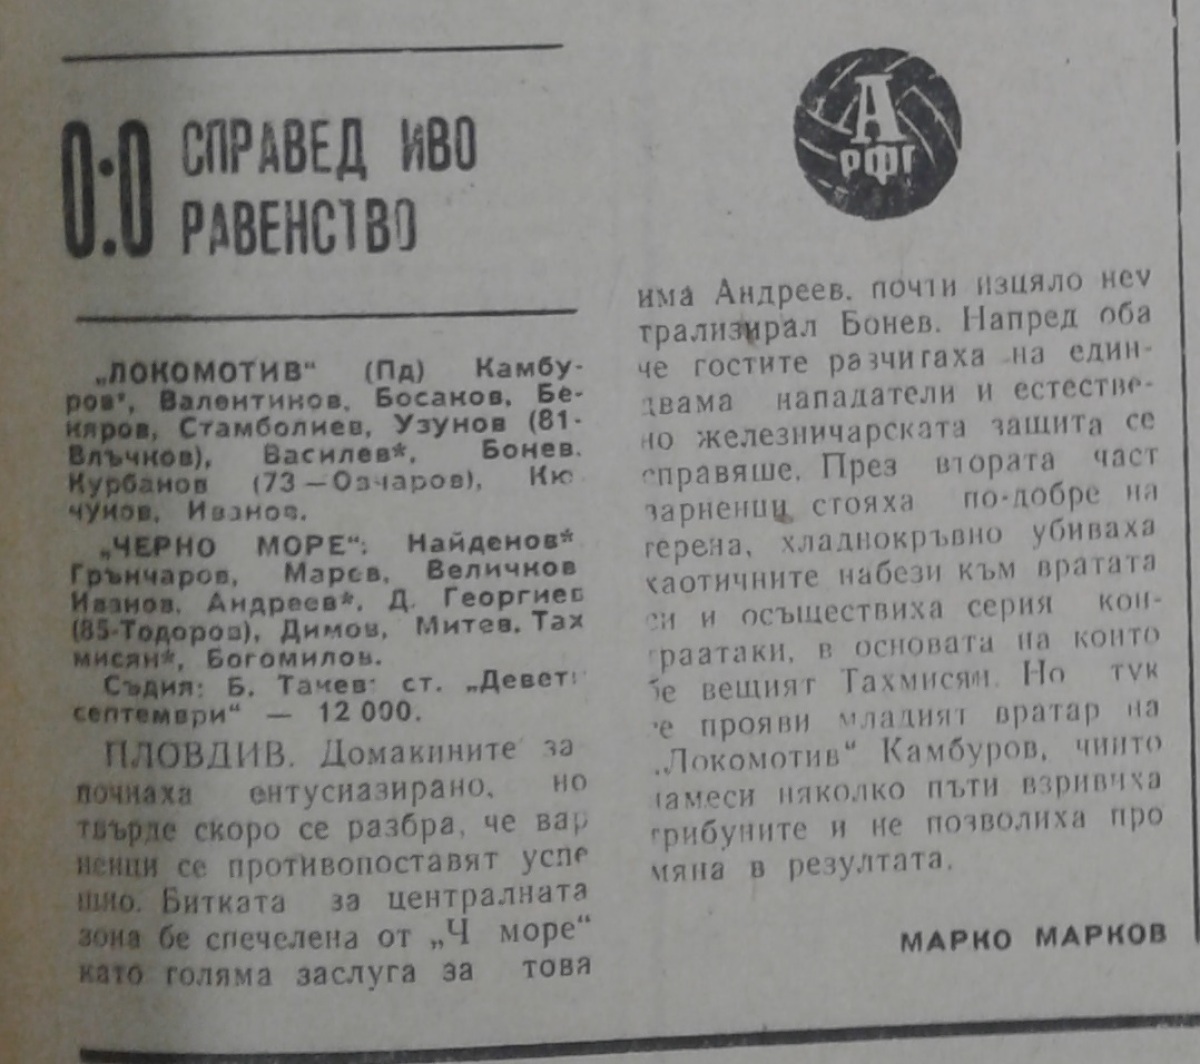 0:0
СПРАВЕД ИВО
РАВЕНСТВО
„ЛОКОМОТИВ“ (Пд) Камбу-
ров*, Валентинов, Босаков, Бе-
кяров, Стамболиев, Узунов (81-
Влъчков), Василев*, Бонев.
Курбанов (73—Овчаров), Кю
чуков, Иванов.
„ЧЕРНО МОРЕ“: Найденов*
Грънчаров, Марев, Величков
Иванов, Андреев*, Д. Георгиев
(85-Тодоров), Димов, Митев, Тах
мисян*, Богомилов.
Съдия: Б. Тачев: ст. „Девети
септември“ — 12 000.
ПЛОВДИВ. Домакините за
почнаха ентусиазирано, но
твърде скоро се разбра, че вар
ненци се противопоставят успе
шно. Битката за централната
зона бе спечелена от „Ч море“
като голяма заслуга за това
А
РФГ
има Андреев, почти изцяло неу
трализирал Бонев. Напред оба
че гостите разчитаха на един-
двама нападатели и естестве-
но железничарската защита се
справяше. През втората част
варненци стояха по-добре на
терена, хладнокръвно убиваха
хаотичните набези към вратата
си и осъществиха серия кон-
траатаки, в основата на които
бе вещият Тахмисян. Но тук
се прояви младият вратар на
„Локомотив“ Камбуров, чиито
намеси няколко пъти взривиха
трибуните и не позволиха про
мяна в резултата.
МАРКО МАРКОВ